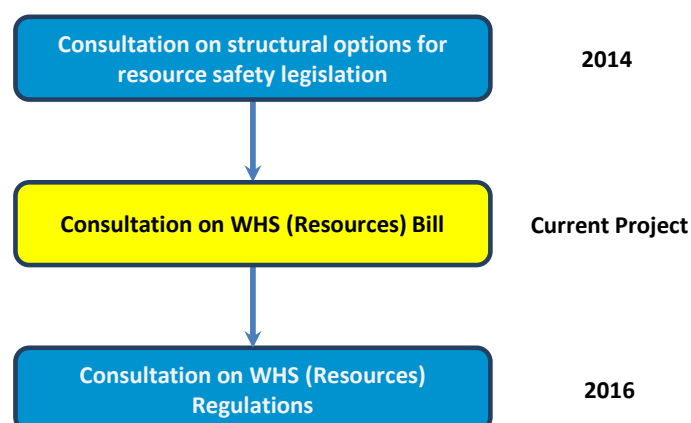 Consultation on structural options for
resource safety legislation
2014
Consultation on WHS (Resources) Bill
Current Project
Consultation on WHS (Resources)
Regulations
2016